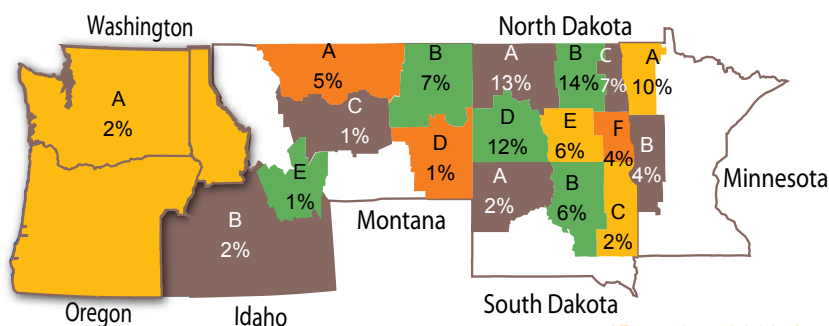 Washington
North Dakota
A
5%
B
7%
A
13%
B
14%
C
7%
A
10%
A
2%
C
1%
D
12%
E
6%
F
4%
B
4%
D
1%
E
1%
A
2%
B
6%
C
2%
Minnesota
Montana
B
2%
Oregon
Idaho
South Dakota